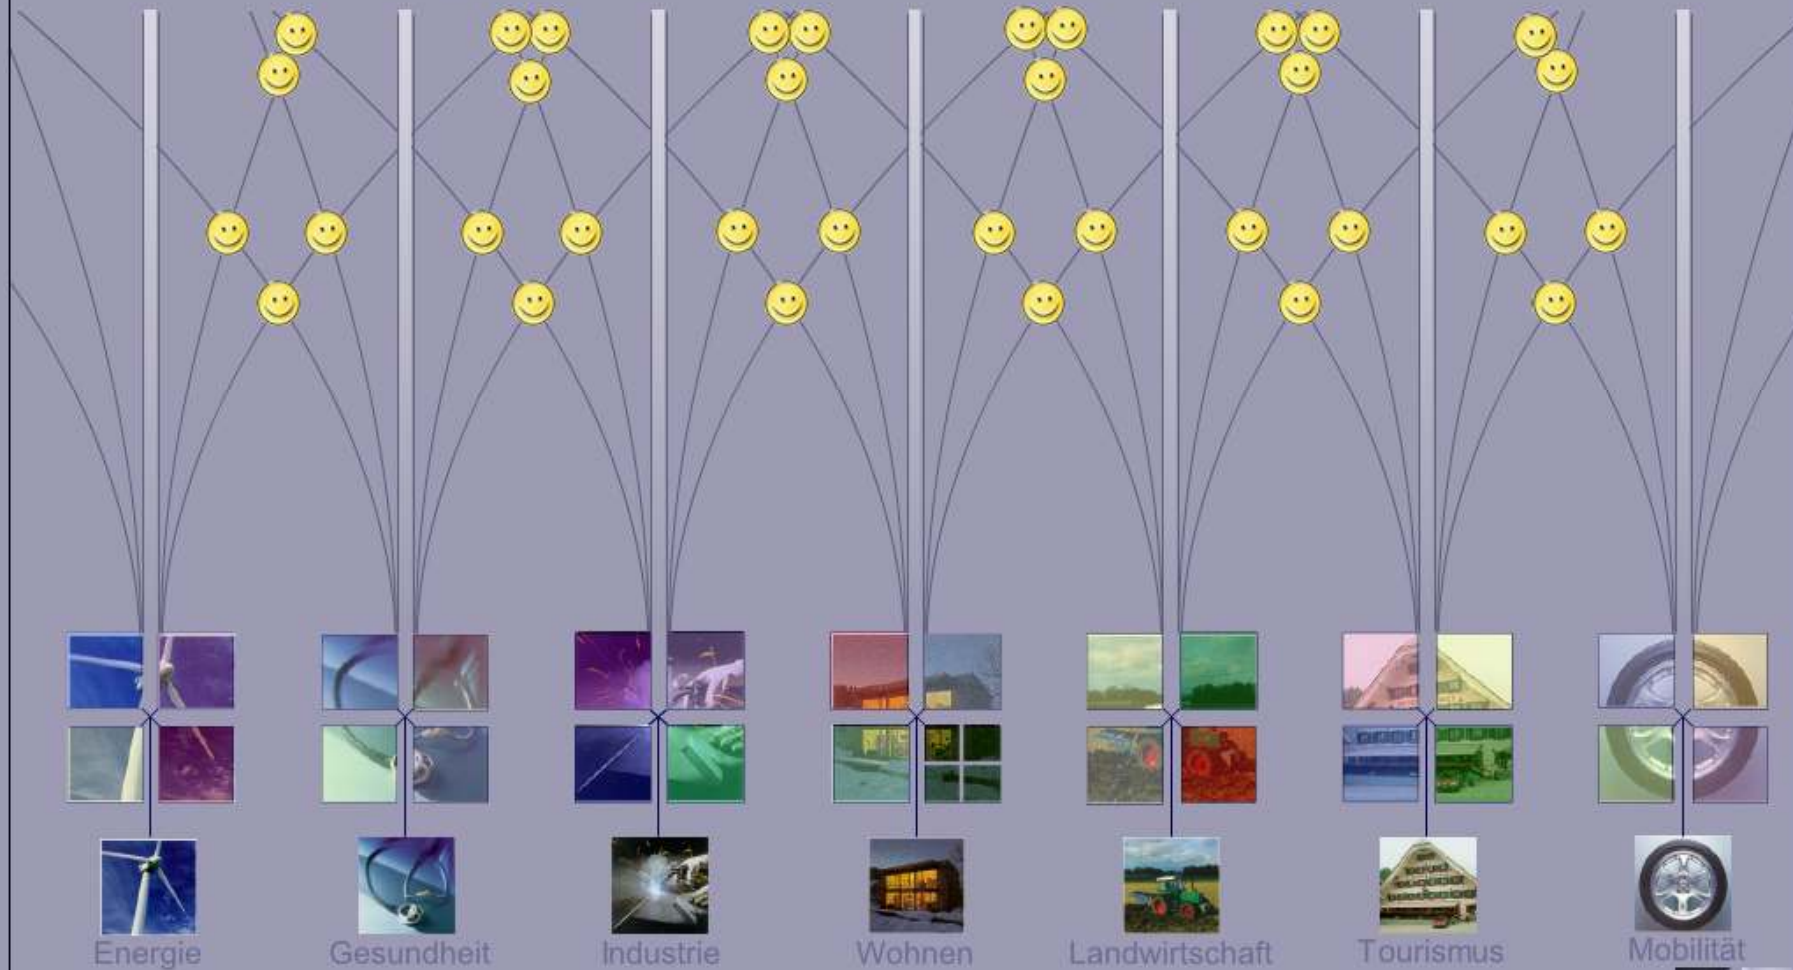 Energie
Gesundheit
Industrie
Wohnen
Landwirtschaft
Tourismus
Mobilität